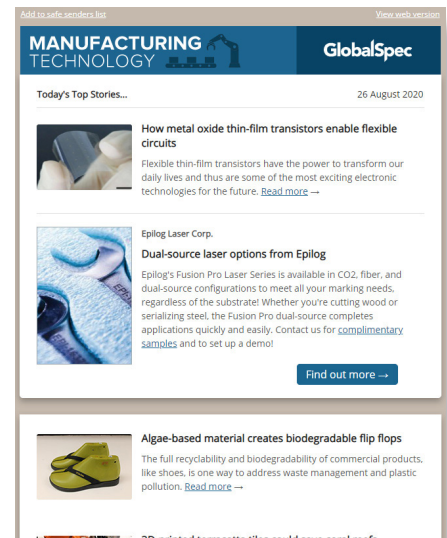 Add to safe senders list
View web version
MANUFACTURING
TECHNOLOGY
GlobalSpec
Today's Top Stories...
26 August 2020
How metal oxide thin-film transistors enable flexible
circuits
Flexible thin-film transistors have the power to transform our
daily lives and thus are some of the most exciting electronic
technologies for the future. Read more →
Epilog Laser Corp.
Dual-source laser options from Epilog
Epilog's Fusion Pro Laser Series is available in CO2, fiber, and
dual-source configurations to meet all your marking needs,
regardless of the substrate! Whether you're cutting wood or
serializing steel, the Fusion Pro dual-source completes
applications quickly and easily. Contact us for complimentary
samples and to set up a demo!
Find out more →
Algae-based material creates biodegradable flip flops
The full recyclability and biodegradability of commercial products,
like shoes, is one way to address waste management and plastic
pollution. Read more →